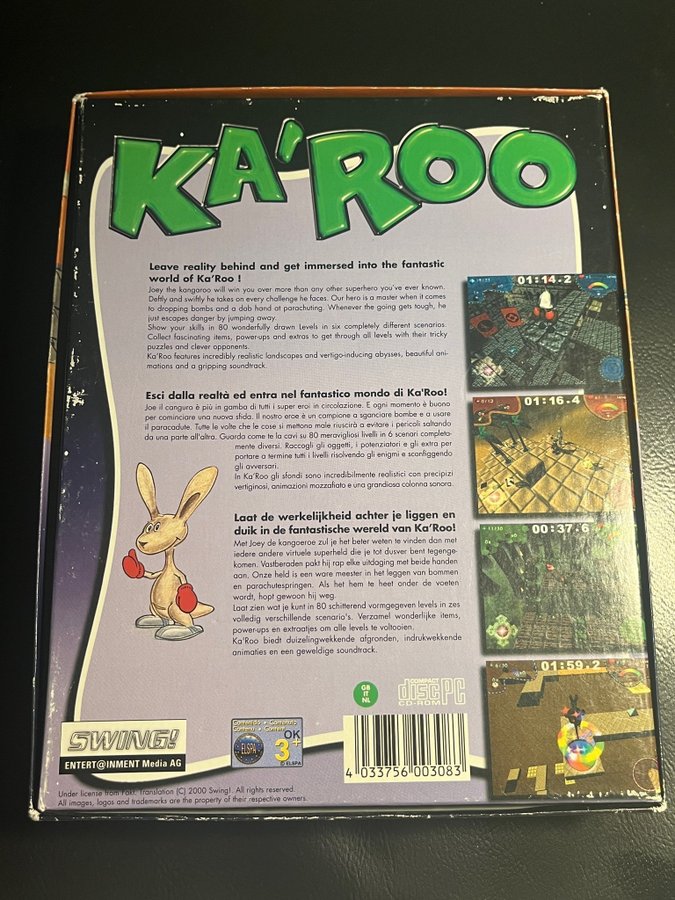 KA'ROO
Leave reality behind and get immersed into the fantastic
world of Ka'Roo !
Joey the kangaroo will win you over more than any other superhero you've ever known.
Deftly and swiftly he takes on every challenge he faces. Our hero is a master when it comes
to dropping bombs and a dab hand at parachuting. Whenever the going gets tough, he
just escapes danger by jumping away.
Show your skills in 80 wonderfully drawn Levels in six completely different scenarios.
Collect fascinating items, power-ups and extras to get through all levels with their tricky
puzzles and clever opponents.
Ka'Roo features incredibly realistic landscapes and vertigo-inducing abysses, beautiful ani-
mations and a gripping soundtrack.
Esci dalla realtà ed entra nel fantastico mondo di Ka'Roo!
Joe il canguro è più in gamba di tutti i super eroi in circolazione. E ogni momento è buono
per cominciare una nuova sfida. Il nostro eroe è un campione a sganciare bombe e a usare
il paracadute. Tutte le volte che le cose si mettono male riuscirà a evitare i pericoli saltando
da una parte all'altra. Guarda come te la cavi su 80 meravigliosi livelli in 6 scenari completa-
mente diversi. Raccogli gli oggetti, i potenziatori e gli extra per
portare a termine tutti i livelli risolvendo gli enigmi e sconfiggendo
gli avversari.
In Ka'Roo gli sfondi sono incredibilmente realistici con precipizi
vertiginosi, animazioni mozzafiato e una grandiosa colonna sonora.
Laat de werkelijkheid achter je liggen en
duik in de fantastische wereld van Ka'Roo!
Met Joey de kangoeroe zul je het beter weten te vinden dan met
iedere andere virtuele superheld die je tot dusver bent tegenge-
komen. Vastberaden pakt hij rap elke uitdaging met beide handen
aan. Onze held is een ware meester in het leggen van bommen
en parachutespringen. Als het hem te heet onder de voeten
wordt, hopt gewoon hij weg.
Laat zien wat je kunt in 80 schitterend vormgegeven levels in zes
volledig verschillende scenario's. Verzamel wonderlijke items,
power-ups en extraatjes om alle levels te voltooien.
Ka'Roo biedt duizelingwekkende afgronden, indrukwekkende
animaties en een geweldige soundtrack.
01:14.2
01:16.4
00:37.6
01:59.2
GB
IT
NL
COMPACT
disc PC
CD-ROM
SWING!
ENTERT@INMENT Media AG
Contenido • Contenuto
Contenu • Content
ELSPA
OK
3+
© ELSPA
4 033756 003083
Under license from Fakt. Translation (C) 2000 Swing!. All rights reserved.
All images, logos and trademarks are the property of their respective owners.